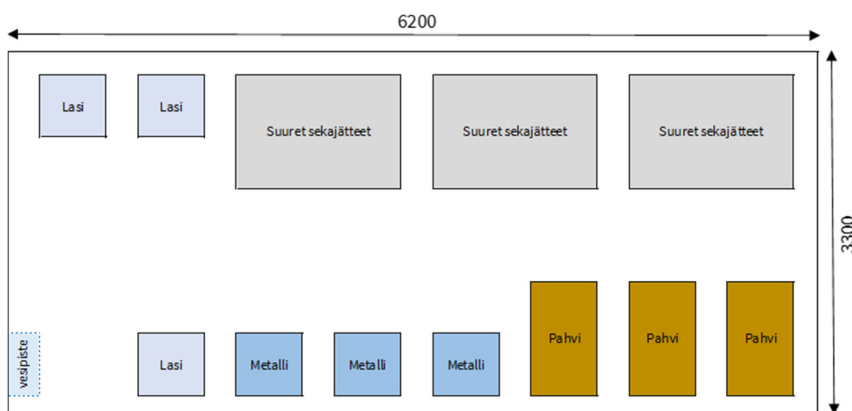 6200
Lasi
Lasi
Suuret sekajätteet
Suuret sekajätteet
Suuret sekajätteet
3300
vesipiste
Lasi
Metalli
Metalli
Metalli
Pahvi
Pahvi
Pahvi